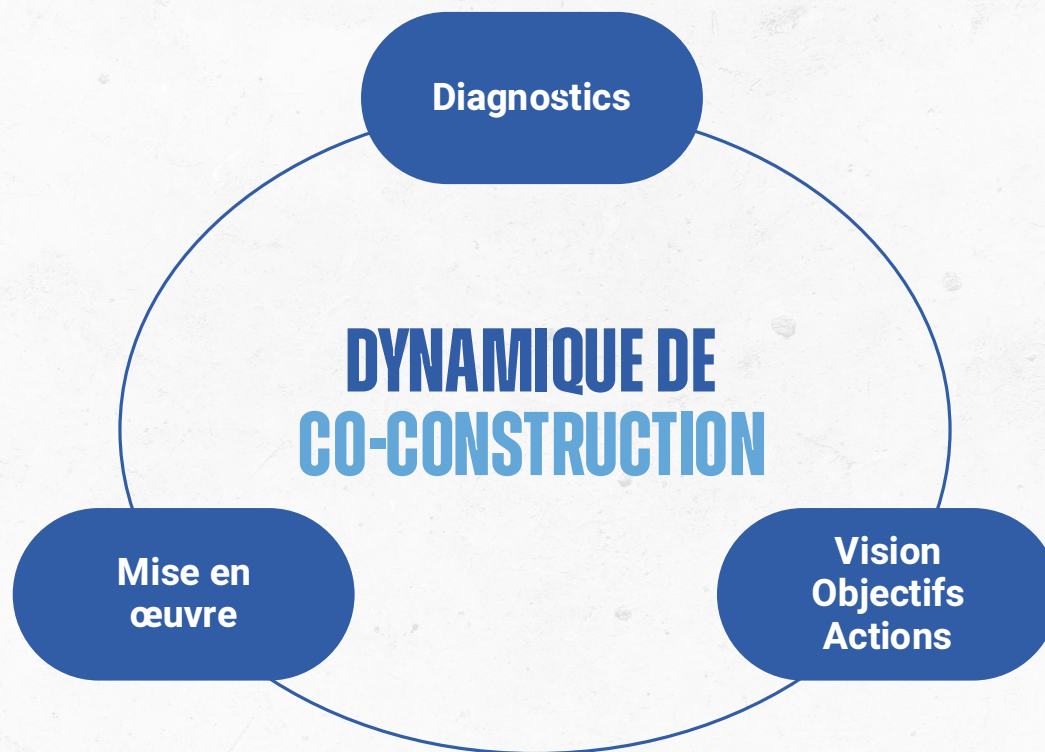 Diagnostics
DYNAMIQUE DE
CO-CONSTRUCTION
Mise en
œuvre
Vision
Objectifs
Actions